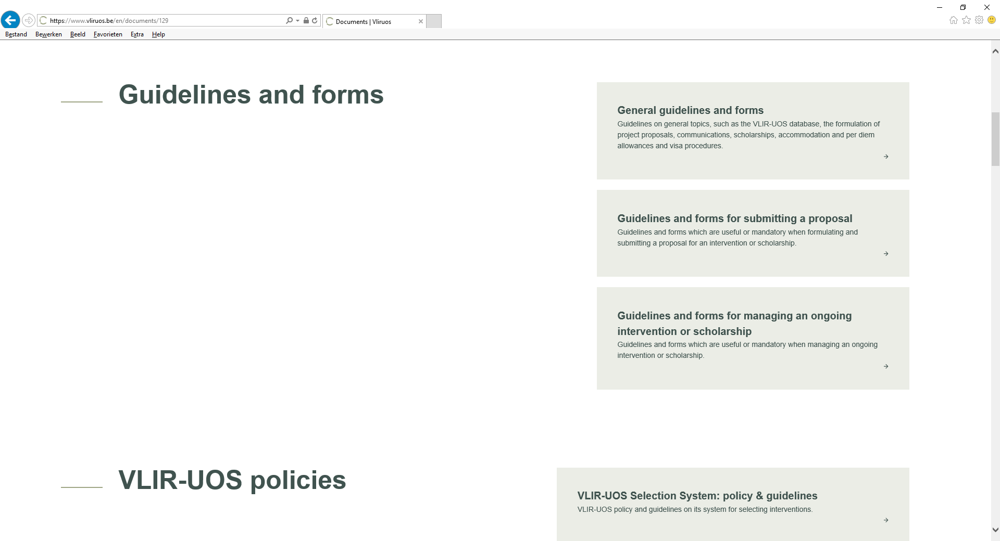 https://www.vliruos.be/en/documents/129
Documents | Vliruos
Bestand Bewerken Beeld Favorieten Extra Help
Guidelines and forms
General guidelines and forms
Guidelines on general topics, such as the VLIR-UOS database, the formulation of
project proposals, communications, scholarships, accommodation and per diem
allowances and visa procedures.
Guidelines and forms for submitting a proposal
Guidelines and forms which are useful or mandatory when formulating and
submitting a proposal for an intervention or scholarship.
Guidelines and forms for managing an ongoing
intervention or scholarship
Guidelines and forms which are useful or mandatory when managing an ongoing
intervention or scholarship.
VLIR-UOS policies
VLIR-UOS Selection System: policy & guidelines
VLIR-UOS policy and guidelines on its system for selecting interventions.